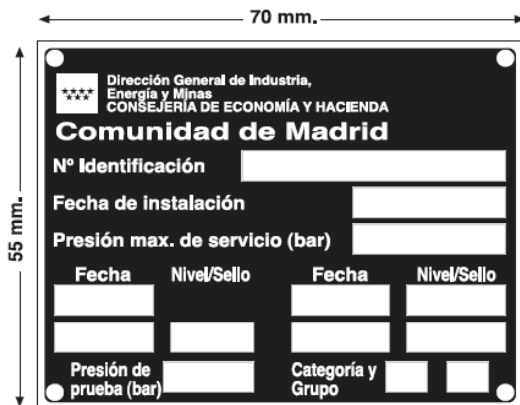 70 mm.
55 mm.
Dirección General de Industria,
Energía y Minas
CONSEJERÍA DE ECONOMÍA Y HACIENDA
Comunidad de Madrid
Nº Identificación
Fecha de instalación
Presión max. de servicio (bar)
Fecha Nivel/Sello Fecha Nivel/Sello
Presión de
prueba (bar)
Categoría y
Grupo